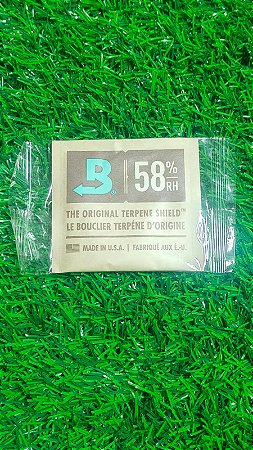 B® 58% RH
THE ORIGINAL TERPENE SHIELD™
LE BOUCLIER TERPÈNE D'ORIGINE
MADE IN U.S.A. | FABRIQUÉ AUX É.-U.